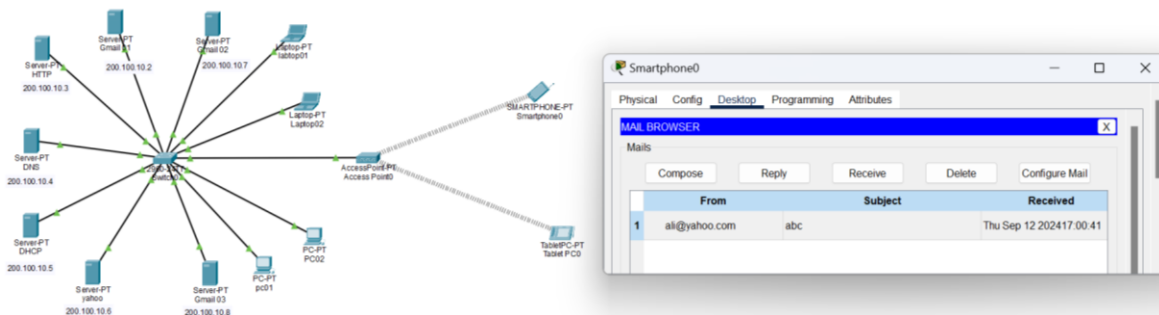 Server-PT
Gmail 01
200.100.10.2
Server-PT
Gmail 02
200.100.10.7
Laptop-PT
labtop01
Server-PT
HTTP
200.100.10.3
Laptop-PT
Laptop02
SMARTPHONE-PT
Smartphone0
Server-PT
DNS
200.100.10.4
AccessPoint-PT
Access Point0
Server-PT
DHCP
200.100.10.5
PC-PT
PC02
TabletPC-PT
Tablet PC0
Server-PT
yahoo
200.100.10.6
Server-PT
Gmail 03
200.100.10.8
PC-PT
pc01
Smartphone0
Physical Config Desktop Programming Attributes
MAIL BROWSER X
Mails
Compose Reply Receive Delete Configure Mail
From Subject Received
1 ali@yahoo.com abc Thu Sep 12 202417:00:41